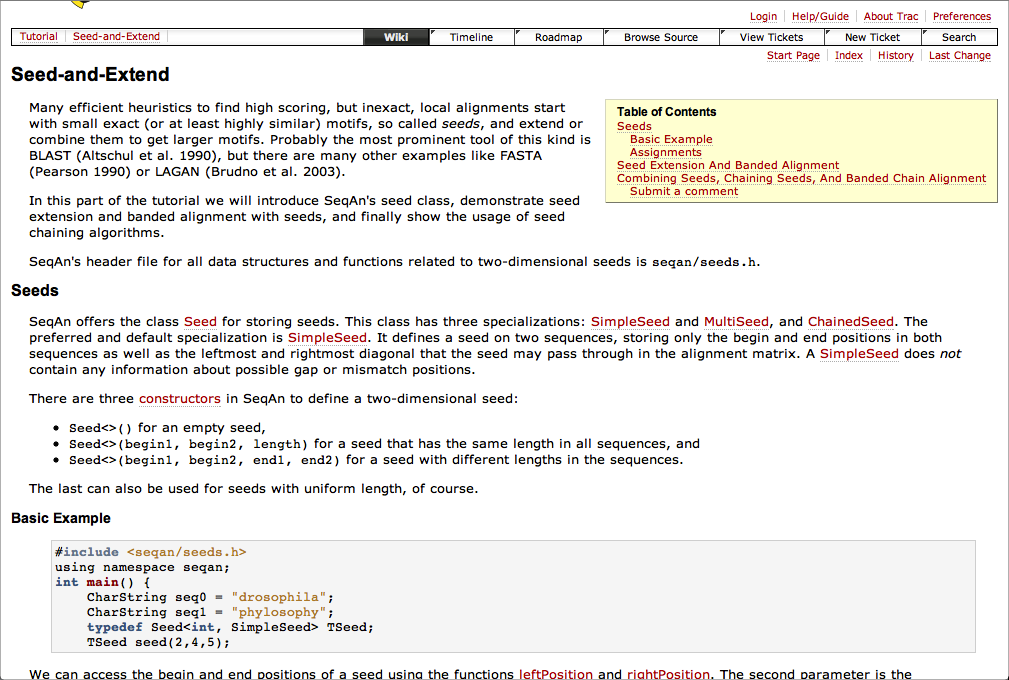 Login Help/Guide About Trac Preferences
Tutorial Seed-and-Extend Wiki Timeline Roadmap Browse Source View Tickets New Ticket Search
Start Page Index History Last Change
Seed-and-Extend
Many efficient heuristics to find high scoring, but inexact, local alignments start
with small exact (or at least highly similar) motifs, so called seeds, and extend or
combine them to get larger motifs. Probably the most prominent tool of this kind is
BLAST (Altschul et al. 1990), but there are many other examples like FASTA
(Pearson 1990) or LAGAN (Brudno et al. 2003).
Table of Contents
Seeds
Basic Example
Assignments
Seed Extension And Banded Alignment
Combining Seeds, Chaining Seeds, And Banded Chain Alignment
Submit a comment
In this part of the tutorial we will introduce SeqAn's seed class, demonstrate seed
extension and banded alignment with seeds, and finally show the usage of seed
chaining algorithms.
SeqAn's header file for all data structures and functions related to two-dimensional seeds is seqan/seeds.h.
Seeds
SeqAn offers the class Seed for storing seeds. This class has three specializations: SimpleSeed and MultiSeed, and ChainedSeed. The
preferred and default specialization is SimpleSeed. It defines a seed on two sequences, storing only the begin and end positions in both
sequences as well as the leftmost and rightmost diagonal that the seed may pass through in the alignment matrix. A SimpleSeed does not
contain any information about possible gap or mismatch positions.
There are three constructors in SeqAn to define a two-dimensional seed:
• Seed<>() for an empty seed,
• Seed<>(begin1, begin2, length) for a seed that has the same length in all sequences, and
• Seed<>(begin1, begin2, end1, end2) for a seed with different lengths in the sequences.
The last can also be used for seeds with uniform length, of course.
Basic Example
#include <seqan/seeds.h>
using namespace seqan;
int main() {
CharString seq0 = "drosophila";
CharString seq1 = "phylosophy";
typedef Seed<int, SimpleSeed> TSeed;
TSeed seed(2,4,5);
We can access the begin and end positions of a seed using the functions leftPosition and rightPosition. The second parameter is the